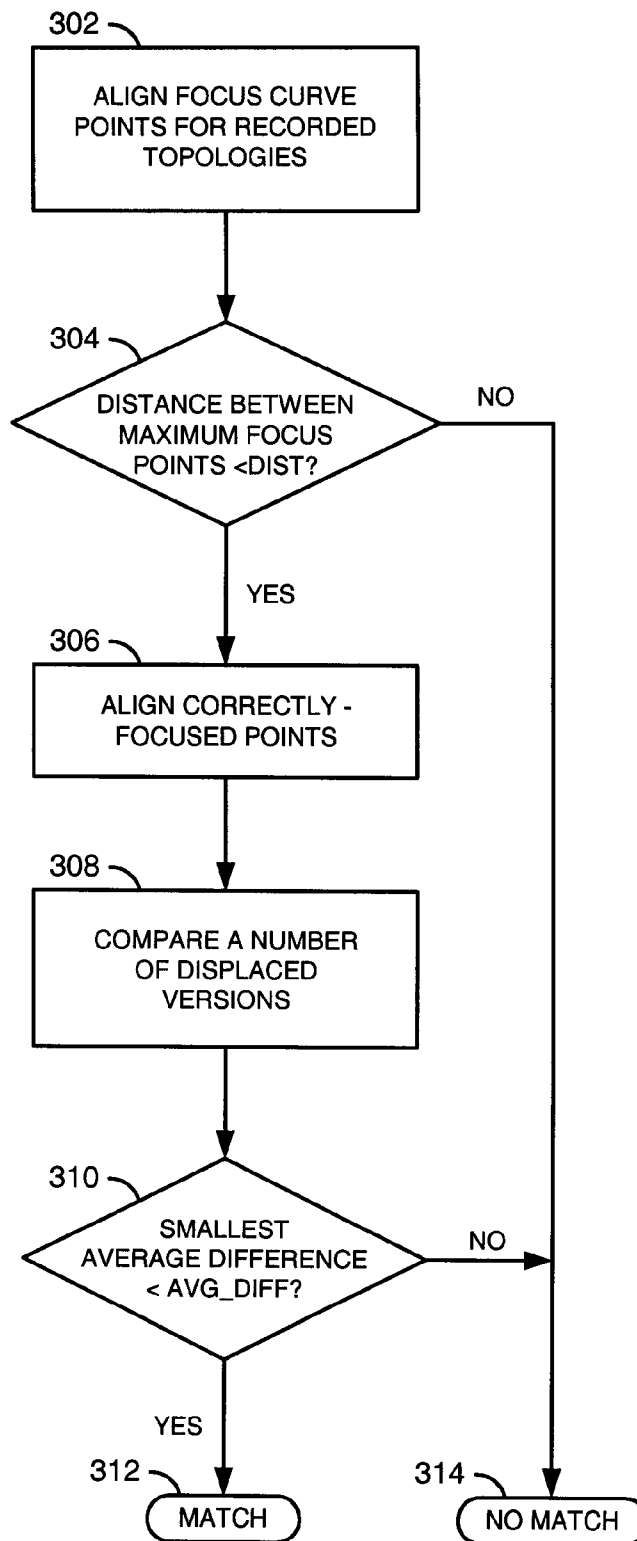 302
ALIGN FOCUS CURVE
POINTS FOR RECORDED
TOPOLOGIES
304
DISTANCE BETWEEN
MAXIMUM FOCUS
POINTS <DIST?
NO
YES
306
ALIGN CORRECTLY -
FOCUSED POINTS
308
COMPARE A NUMBER
OF DISPLACED
VERSIONS
310
SMALLEST
AVERAGE DIFFERENCE
< AVG_DIFF?
NO
YES
312
MATCH
314
NO MATCH